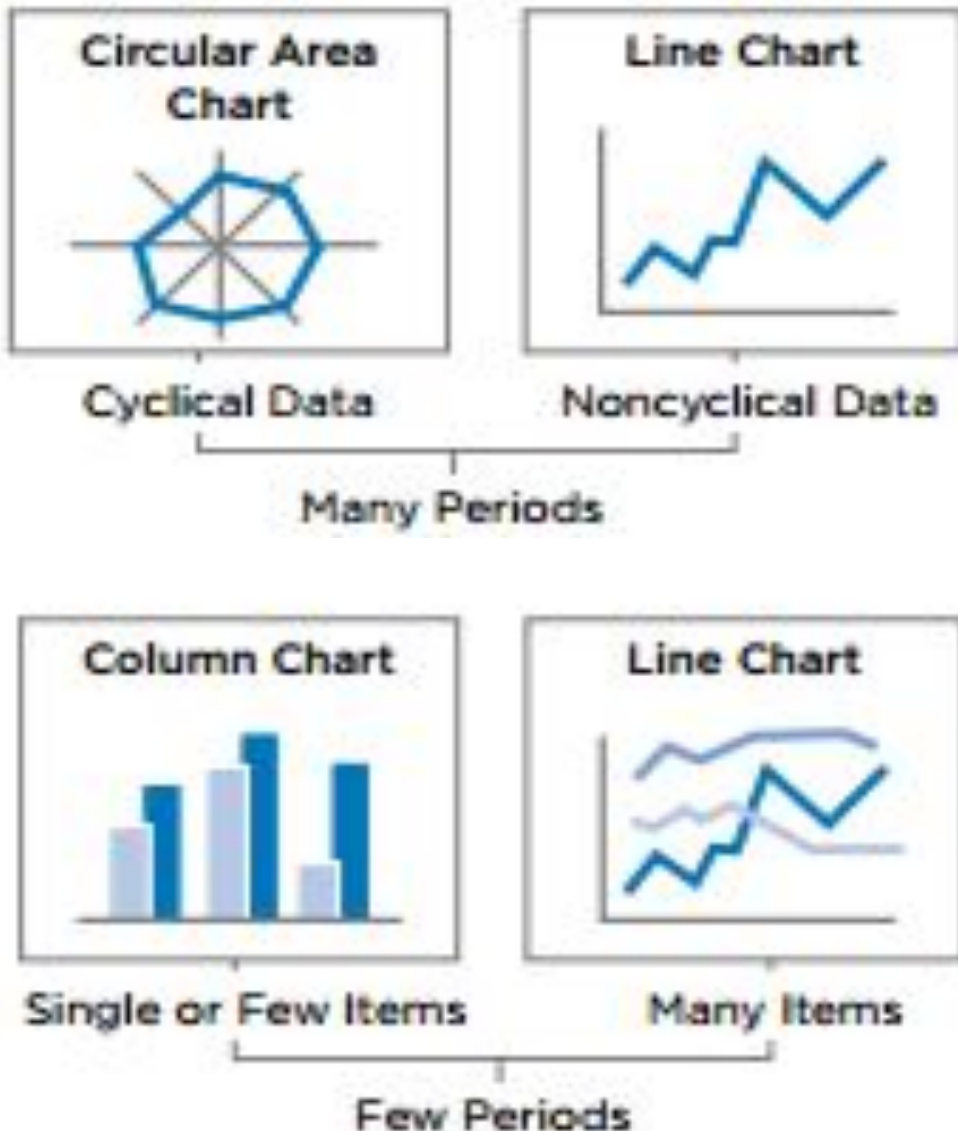 Circular Area
Chart
Line Chart
Cyclical Data
Noncyclical Data
Many Periods
Column Chart
Line Chart
Single or Few Items
Many Items
Few Periods